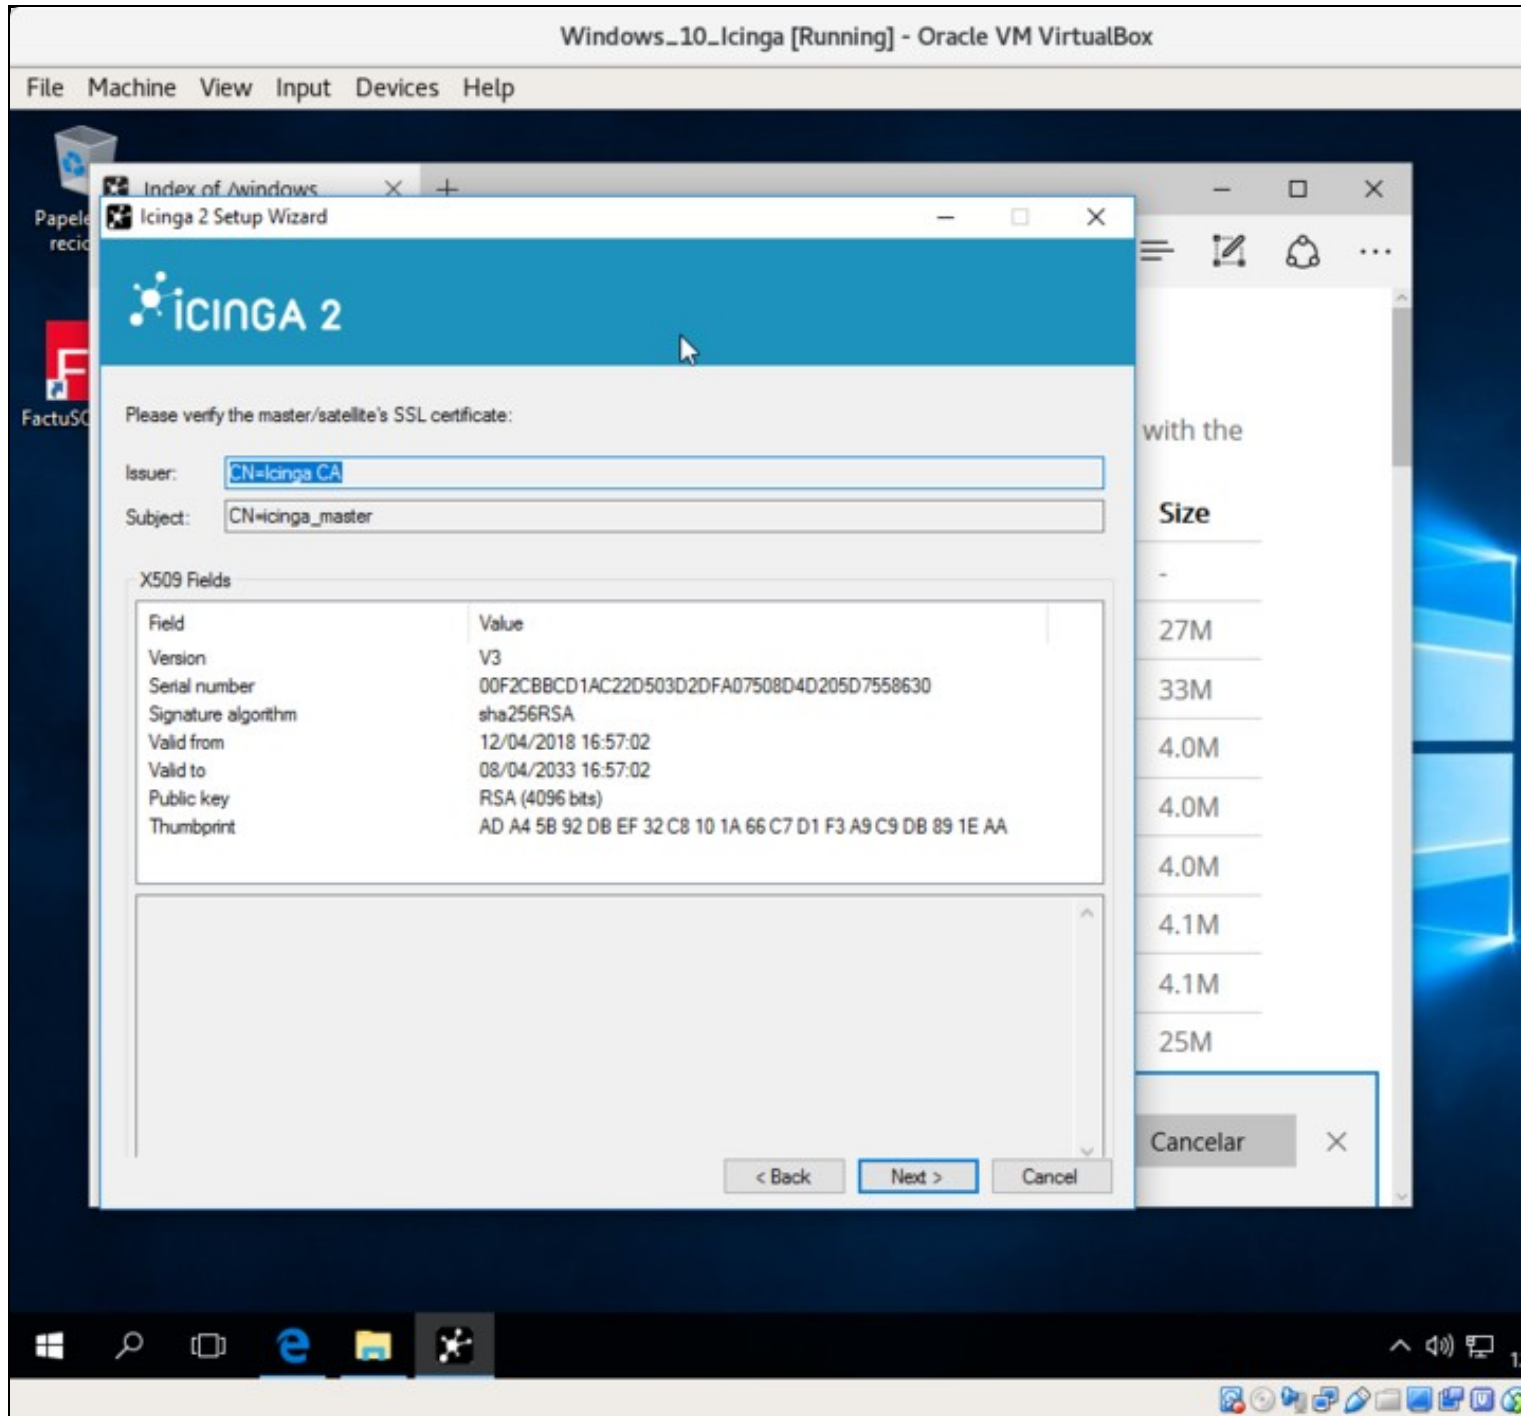 Windows_10_Icinga [Running] - Oracle VM VirtualBox
File Machine View Input Devices Help
Index of /windows
Icinga 2 Setup Wizard
ICINGA 2
Please verify the master/satellite's SSL certificate:
Issuer: CN=Icinga CA
Subject: CN=icinga_master
X509 Fields
Field Value
Version V3
Serial number 00F2CBBCD1AC22D503D2DFA07508D4D205D7558630
Signature algorithm sha256RSA
Valid from 12/04/2018 16:57:02
Valid to 08/04/2033 16:57:02
Public key RSA (4096 bits)
Thumbprint AD A4 5B 92 DB EF 32 C8 10 1A 66 C7 D1 F3 A9 C9 DB 89 1E AA
< Back Next > Cancel
Papele
recic
FactuSO
with the
Size
-
27M
33M
4.0M
4.0M
4.0M
4.1M
4.1M
25M
Cancelar